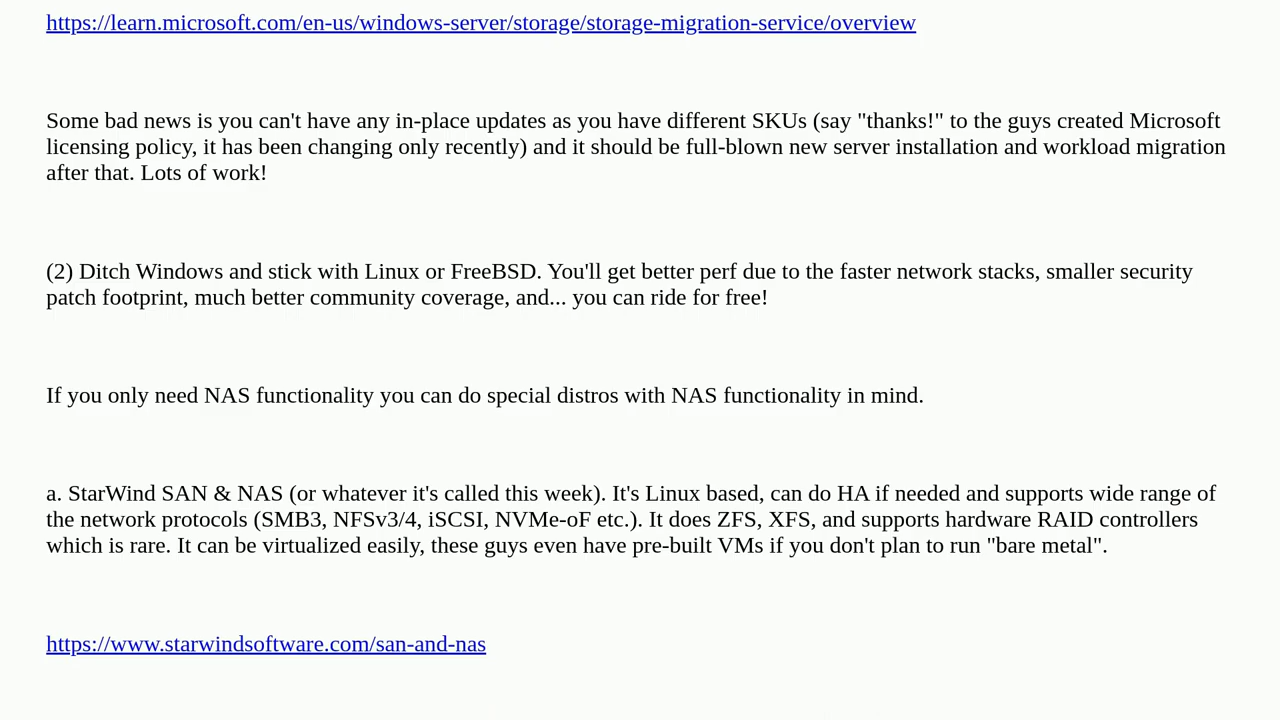 https://learn.microsoft.com/en-us/windows-server/storage/storage-migration-service/overview
Some bad news is you can't have any in-place updates as you have different SKUs (say "thanks!" to the guys created Microsoft
licensing policy, it has been changing only recently) and it should be full-blown new server installation and workload migration
after that. Lots of work!
(2) Ditch Windows and stick with Linux or FreeBSD. You'll get better perf due to the faster network stacks, smaller security
patch footprint, much better community coverage, and... you can ride for free!
If you only need NAS functionality you can do special distros with NAS functionality in mind.
a. StarWind SAN & NAS (or whatever it's called this week). It's Linux based, can do HA if needed and supports wide range of
the network protocols (SMB3, NFSv3/4, iSCSI, NVMe-oF etc.). It does ZFS, XFS, and supports hardware RAID controllers
which is rare. It can be virtualized easily, these guys even have pre-built VMs if you don't plan to run "bare metal".
https://www.starwindsoftware.com/san-and-nas